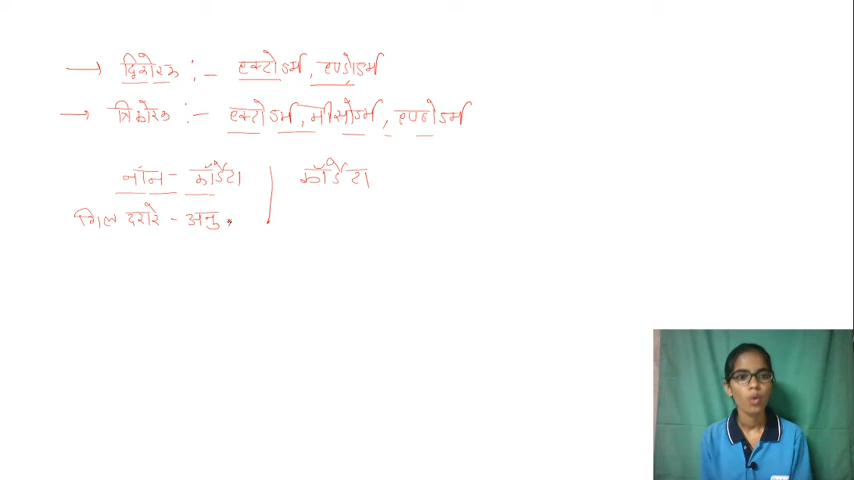 → द्विकोरक :- एक्टोडर्म, एण्डोडर्म
→ त्रिकोरक :- एक्टोडर्म, मीसोडर्म, एण्डोडर्म
नॉन - कॉर्डेटा | कॉर्डेटा
गिल दरारे - अनु